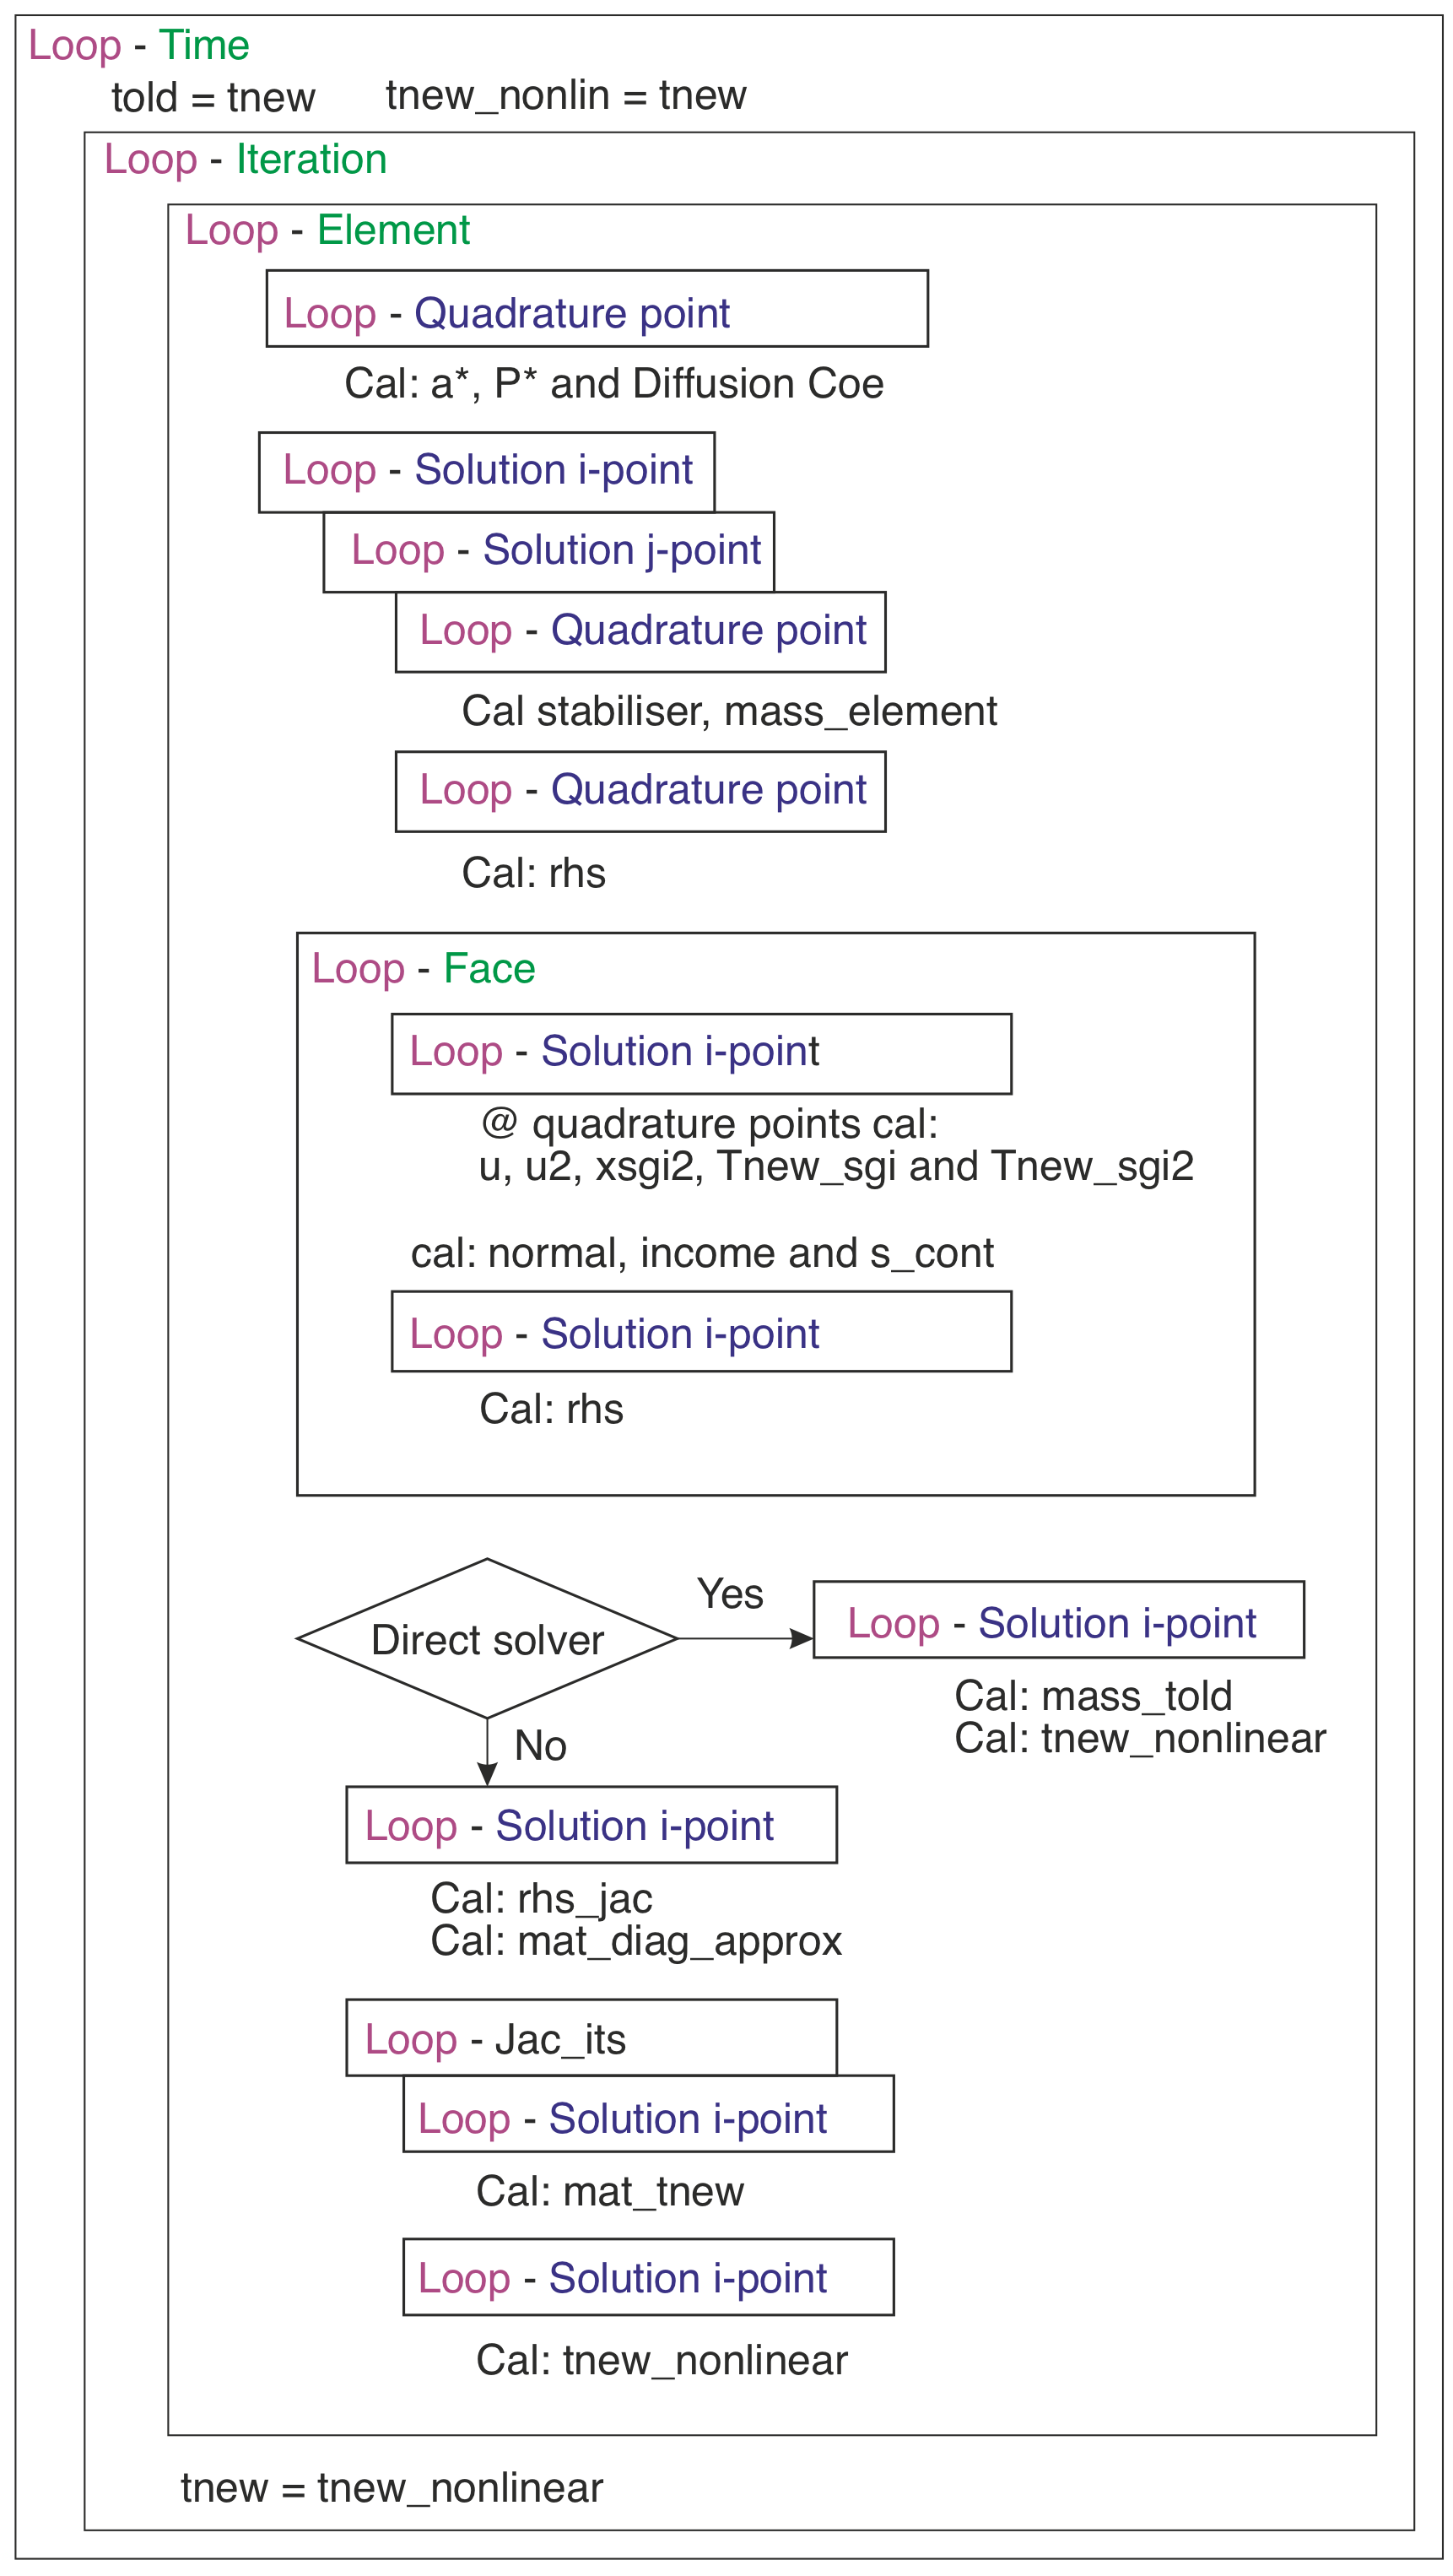 Loop - Time
told = tnew tnew_nonlin = tnew
Loop - Iteration
Loop - Element
Loop - Quadrature point
Cal: a*, P* and Diffusion Coe
Loop - Solution i-point
Loop - Solution j-point
Loop - Quadrature point
Cal stabiliser, mass_element
Loop - Quadrature point
Cal: rhs
Loop - Face
Loop - Solution i-point
@ quadrature points cal:
u, u2, xsgi2, Tnew_sgi and Tnew_sgi2
cal: normal, income and s_cont
Loop - Solution i-point
Cal: rhs
Direct solver
Yes
Loop - Solution i-point
Cal: mass_told
Cal: tnew_nonlinear
No
Loop - Solution i-point
Cal: rhs_jac
Cal: mat_diag_approx
Loop - Jac_its
Loop - Solution i-point
Cal: mat_tnew
Loop - Solution i-point
Cal: tnew_nonlinear
tnew = tnew_nonlinear